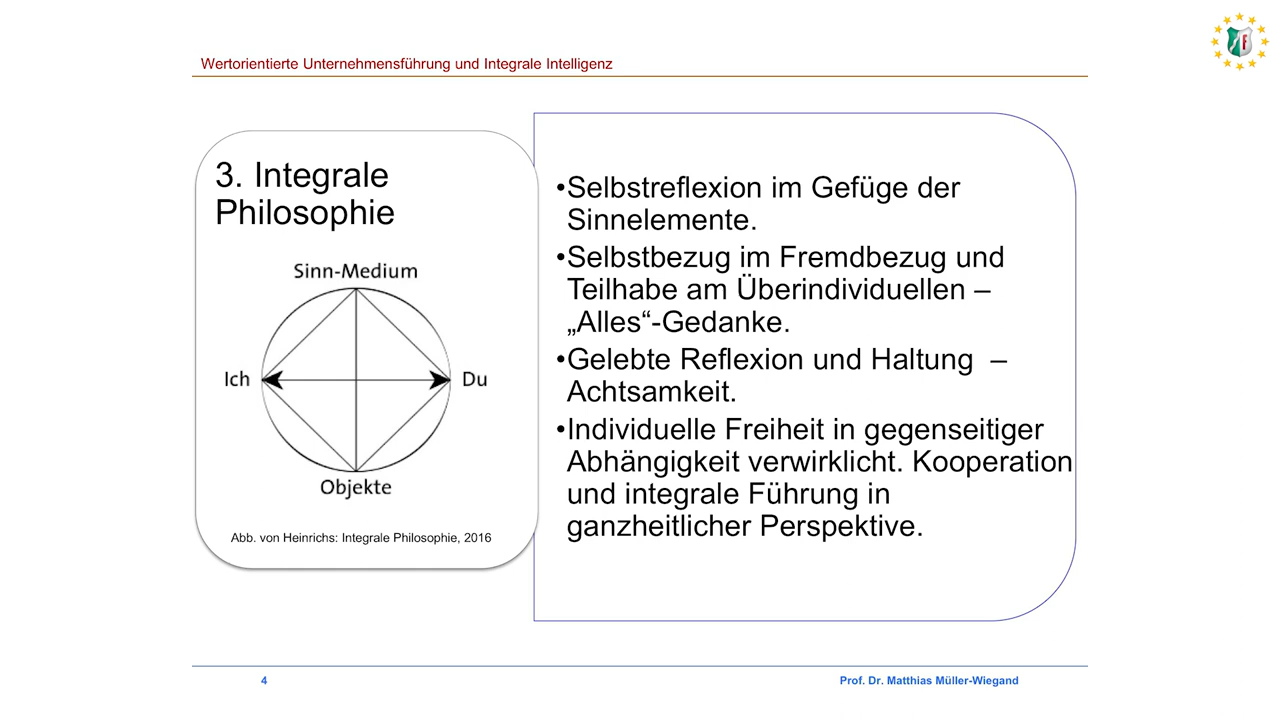 Wertorientierte Unternehmensführung und Integrale Intelligenz
F
3. Integrale
Philosophie
Sinn-Medium
Ich
Du
Objekte
Abb. von Heinrichs: Integrale Philosophie, 2016
•Selbstreflexion im Gefüge der
Sinnelemente.
•Selbstbezug im Fremdbezug und
Teilhabe am Überindividuellen –
„Alles“-Gedanke.
•Gelebte Reflexion und Haltung –
Achtsamkeit.
•Individuelle Freiheit in gegenseitiger
Abhängigkeit verwirklicht. Kooperation
und integrale Führung in
ganzheitlicher Perspektive.
4
Prof. Dr. Matthias Müller-Wiegand